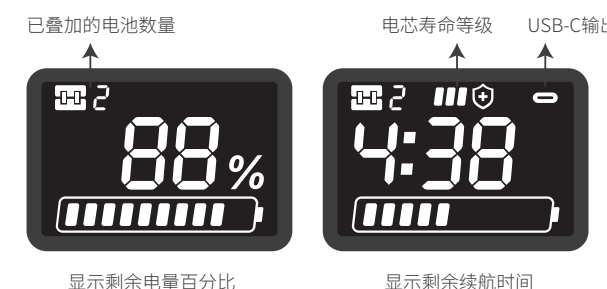 已叠加的电池数量
电芯寿命等级
USB-C输出
2
88%
2
4:38
显示剩余电量百分比
显示剩余续航时间